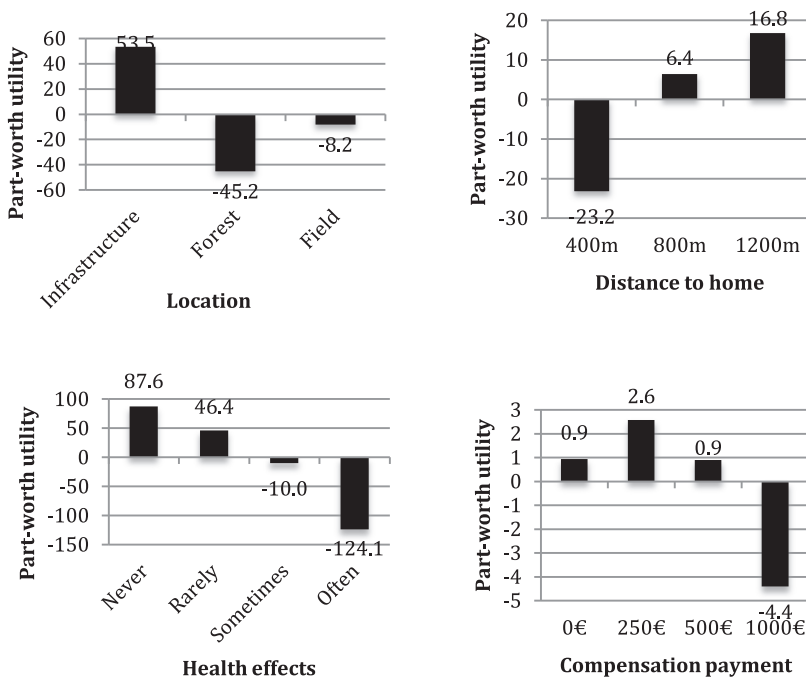 Part-worth utility
60
40
20
0
-20
-40
-60
53.5
-45.2
-8.2
Infrastructure
Forest
Field
Location
Part-worth utility
20
10
0
-10
-20
-30
-23.2
6.4
16.8
400m 800m 1200m
Distance to home
Part-worth utility
100
50
0
-50
-100
-150
87.6
46.4
-10.0
-124.1
Never
Rarely
Sometimes
Often
Health effects
Part-worth utility
3
2
1
0
-1
-2
-3
-4
-5
0.9
2.6
0.9
-4.4
0€ 250€ 500€ 1000€
Compensation payment